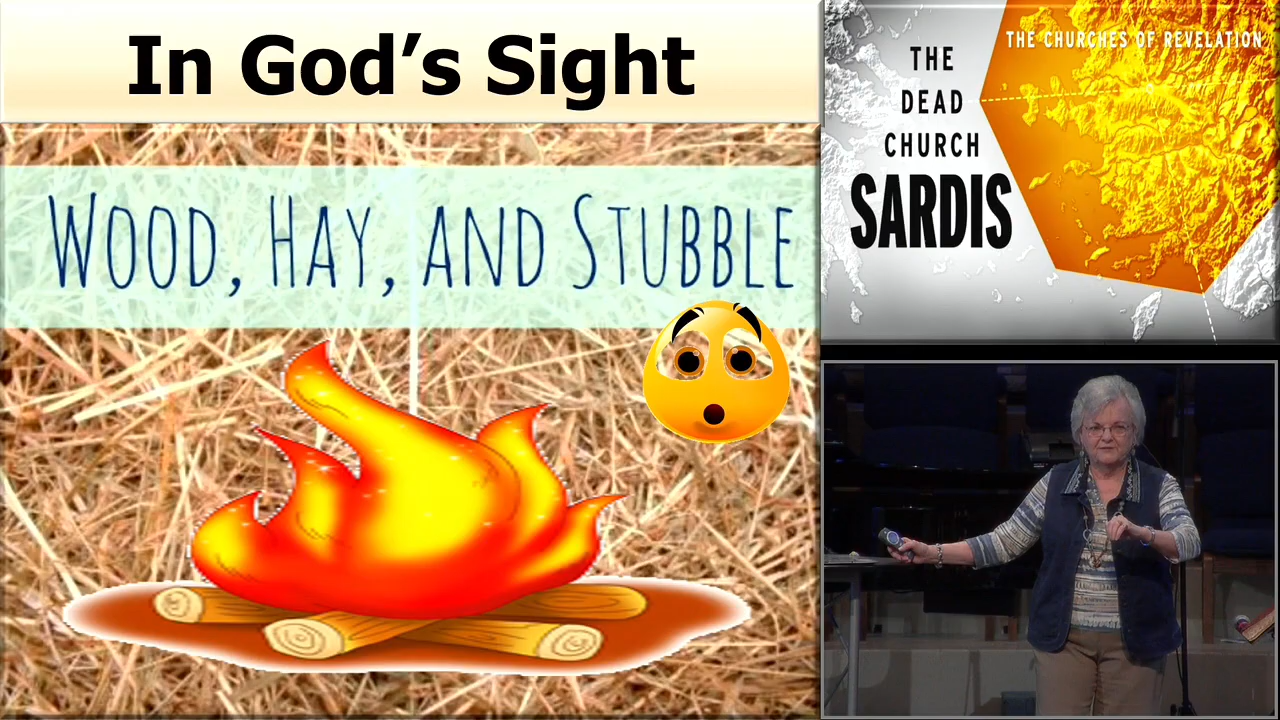 In God’s Sight
Wood, Hay, and Stubble
THE CHURCHES OF REVELATION
THE
DEAD
CHURCH
SARDIS